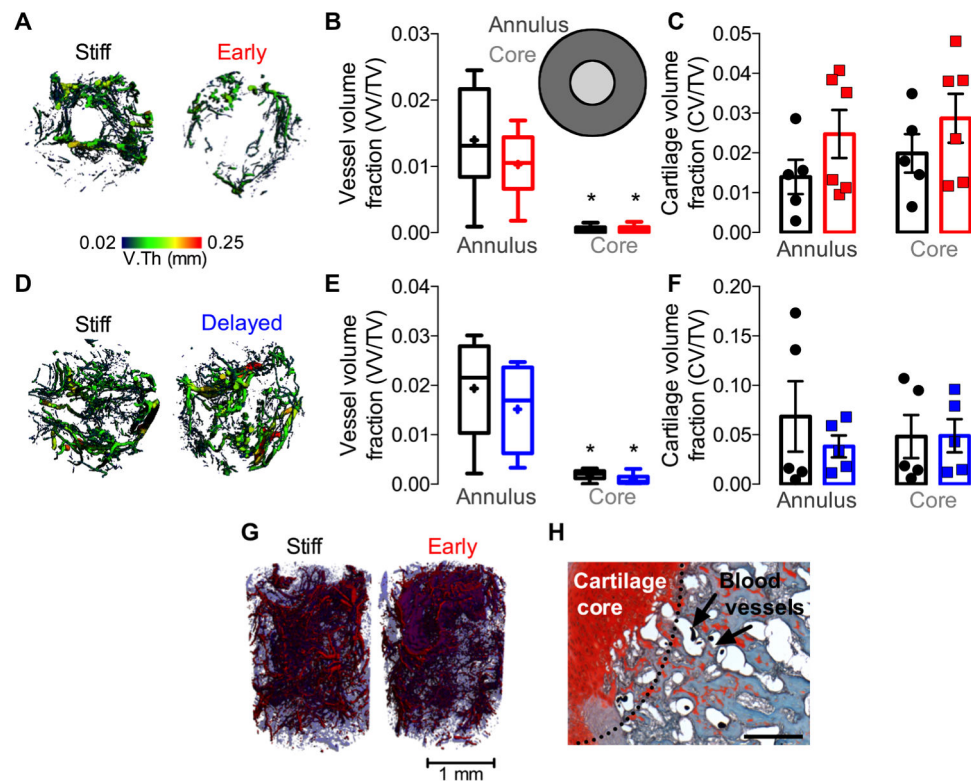 A
Stiff
Early
0.02
0.25
V.Th (mm)
B
Vessel volume
fraction (VV/TV)
0.03
0.02
0.01
0.00
Annulus
Core
*
*
Annulus
Core
C
Cartilage volume
fraction (CV/TV)
0.05
0.04
0.03
0.02
0.01
0.00
Annulus
Core
D
Stiff
Delayed
E
Vessel volume
fraction (VV/TV)
0.04
0.03
0.02
0.01
0.00
*
*
Annulus
Core
F
Cartilage volume
fraction (CV/TV)
0.20
0.15
0.10
0.05
0.00
Annulus
Core
G
Stiff
Early
1 mm
H
Cartilage
core
Blood
vessels